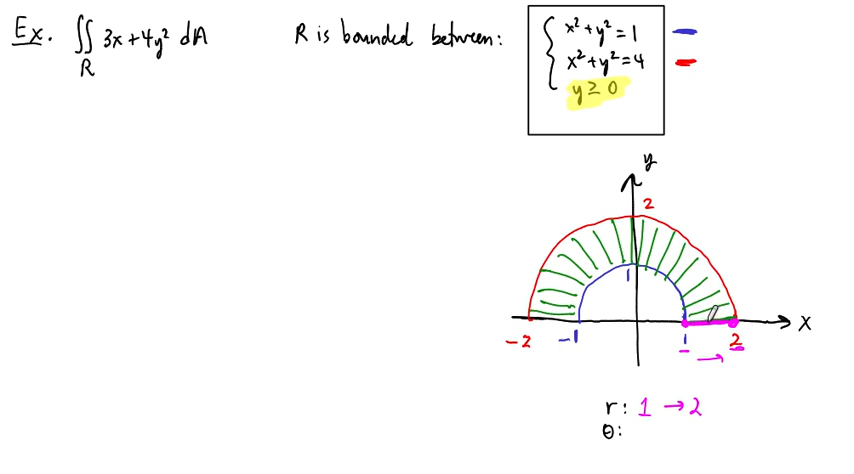 Ex. ∬ 3x+4y² dA
R
R is bounded between:
x²+y²=1
x²+y²=4
y≥0
y
2
1
-2
-1
1
2
x
r: 1→2
θ: